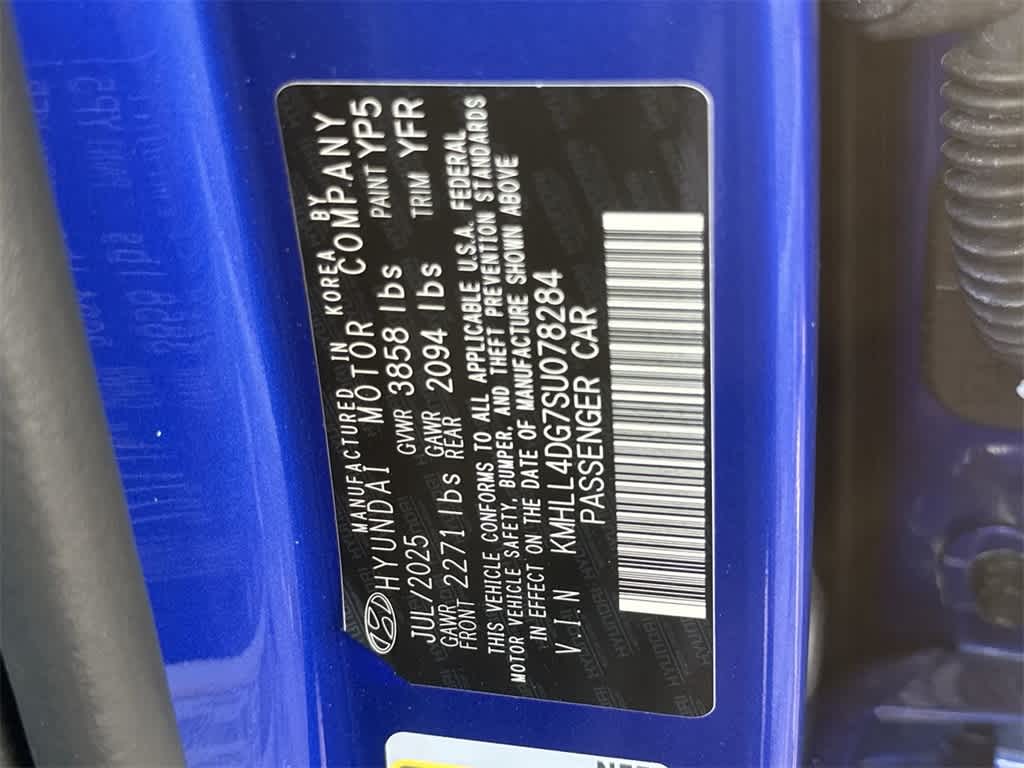 MANUFACTURED IN KOREA BY
HYUNDAI MOTOR COMPANY
JUL/2025 GVWR 3858 lbs PAINT YP5
GAWR FRONT 2271 lbs GAWR REAR 2094 lbs TRIM YFR
THIS VEHICLE CONFORMS TO ALL APPLICABLE U.S.A. FEDERAL
MOTOR VEHICLE SAFETY, BUMPER, AND THEFT PREVENTION STANDARDS
IN EFFECT ON THE DATE OF MANUFACTURE SHOWN ABOVE
V.I.N KMHLL4DG7SU078284
PASSENGER CAR